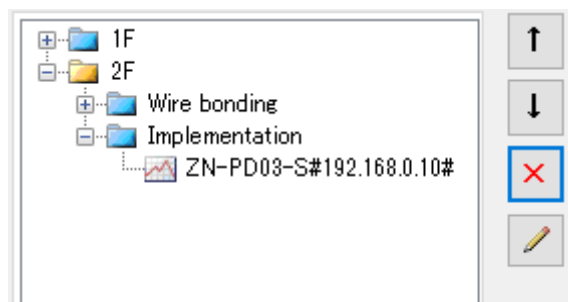 1F
2F
Wire bonding
Implementation
ZN-PD03-S#192.168.0.10#